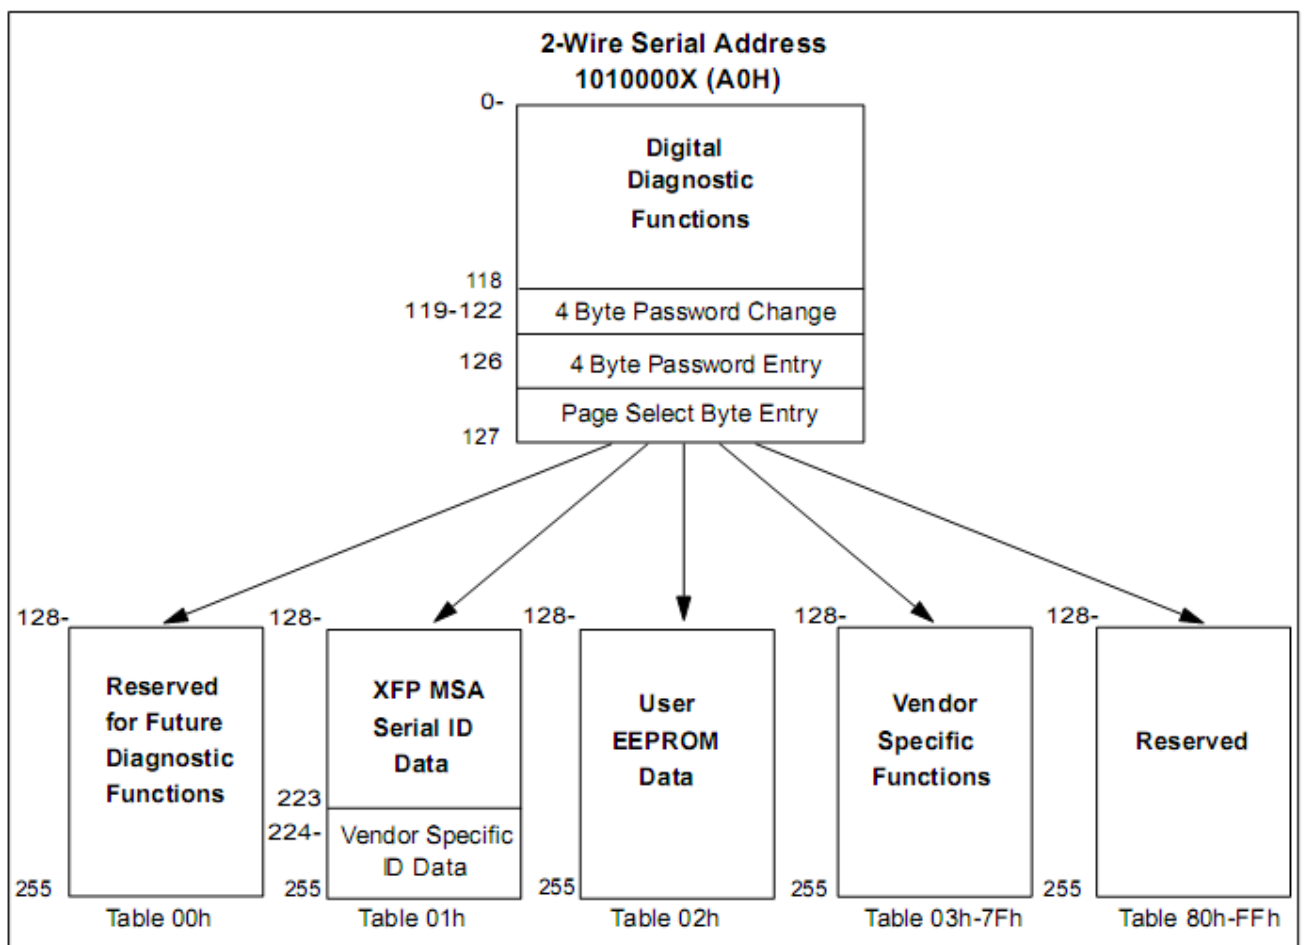 2-Wire Serial Address
1010000X (A0H)
0-
Digital
Diagnostic
Functions
118
119-122
4 Byte Password Change
126
4 Byte Password Entry
Page Select Byte Entry
127
128-
Reserved
for Future
Diagnostic
Functions
255
Table 00h
128-
XFP MSA
Serial ID
Data
223
224-
Vendor Specific
ID Data
255
Table 01h
128-
User
EEPROM
Data
255
Table 02h
128-
Vendor
Specific
Functions
255
Table 03h-7Fh
128-
Reserved
255
Table 80h-FFh